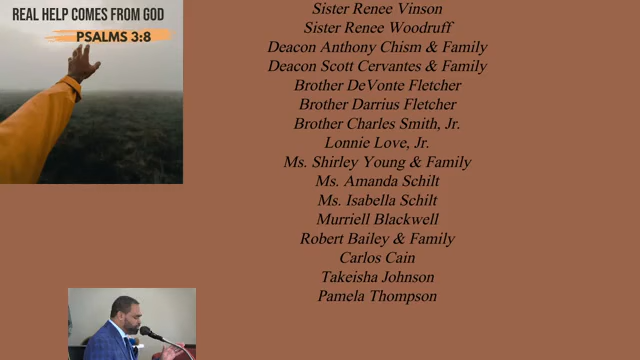 REAL HELP COMES FROM GOD
PSALMS 3:8
Sister Renee Vinson
Sister Renee Woodruff
Deacon Anthony Chism & Family
Deacon Scott Cervantes & Family
Brother DeVonte Fletcher
Brother Darrius Fletcher
Brother Charles Smith, Jr.
Lonnie Love, Jr.
Ms. Shirley Young & Family
Ms. Amanda Schilt
Ms. Isabella Schilt
Murriell Blackwell
Robert Bailey & Family
Carlos Cain
Takeisha Johnson
Pamela Thompson